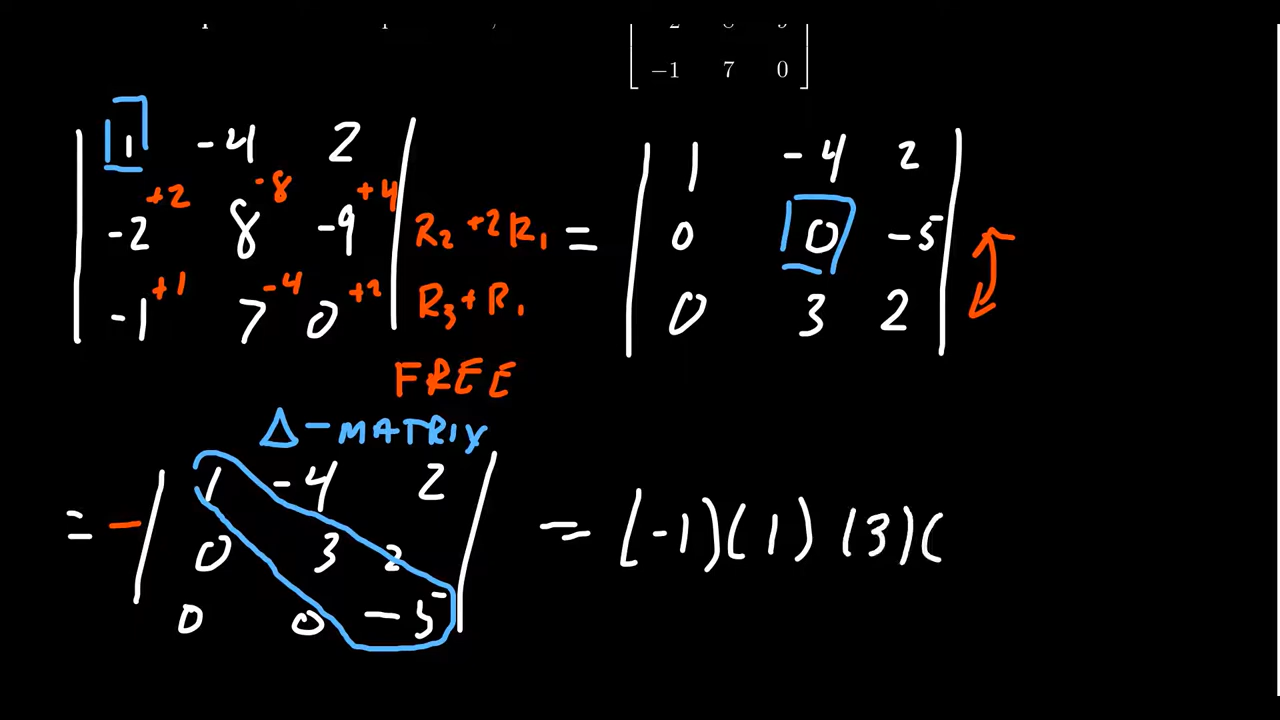 -1 7 0
1 -4 2
-2 +2 8 -8 -9 +4 R2 +2R1
-1 +1 7 -4 0 +2 R3 + R1
FREE
= 1 -4 2
0 0 -5
0 3 2
Δ-MATRIX
= - 1 -4 2
0 3 2
0 0 -5
= (-1)(1)(3)(